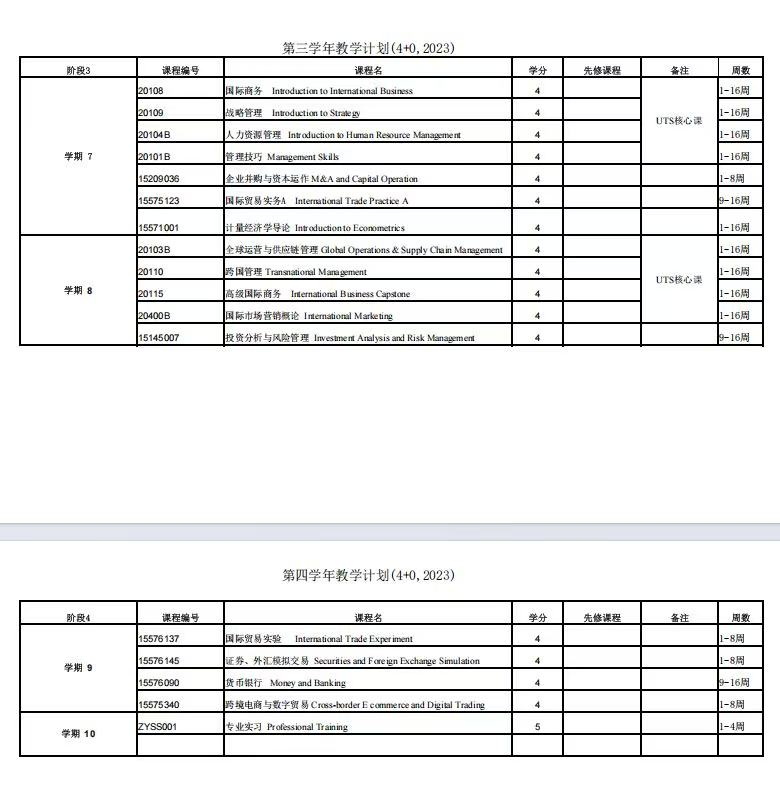 第三学年教学计划(4+0,2023)
阶段3 课程编号 课程名 学分 先修课程 备注 周数
学期 7
20108 国际商务 Introduction to International Business 4 1-16周
20109 战略管理 Introduction to Strategy 4 1-16周
UTS核心课
20104B 人力资源管理 Introduction to Human Resource Management 4 1-16周
20101B 管理技巧 Management Skills 4 1-16周
15209036 企业并购与资本运作 M&A and Capital Operation 4 1-8周
15575123 国际贸易实务A International Trade Practice A 4 9-16周
15571001 计量经济学导论 Introduction to Econometrics 4 1-16周
学期 8
20103B 全球运营与供应链管理 Global Operations & Supply Chain Management 4 1-16周
20110 跨国管理 Transnational Management 4 1-16周
UTS核心课
20115 高级国际商务 International Business Capstone 4 1-16周
20400B 国际市场营销概论 International Marketing 4 1-16周
15145007 投资分析与风险管理 Investment Analysis and Risk Management 4 9-16周
第四学年教学计划(4+0,2023)
阶段4 课程编号 课程名 学分 先修课程 备注 周数
学期 9
15576137 国际贸易实验 International Trade Experiment 4 1-8周
15576145 证券、外汇模拟交易 Securities and Foreign Exchange Simulation 4 1-8周
15576090 货币银行 Money and Banking 4 9-16周
15575340 跨境电商与数字贸易 Cross-border E commerce and Digital Trading 4 1-8周
学期 10
ZYSS001 专业实习 Professional Training 5 1-4周